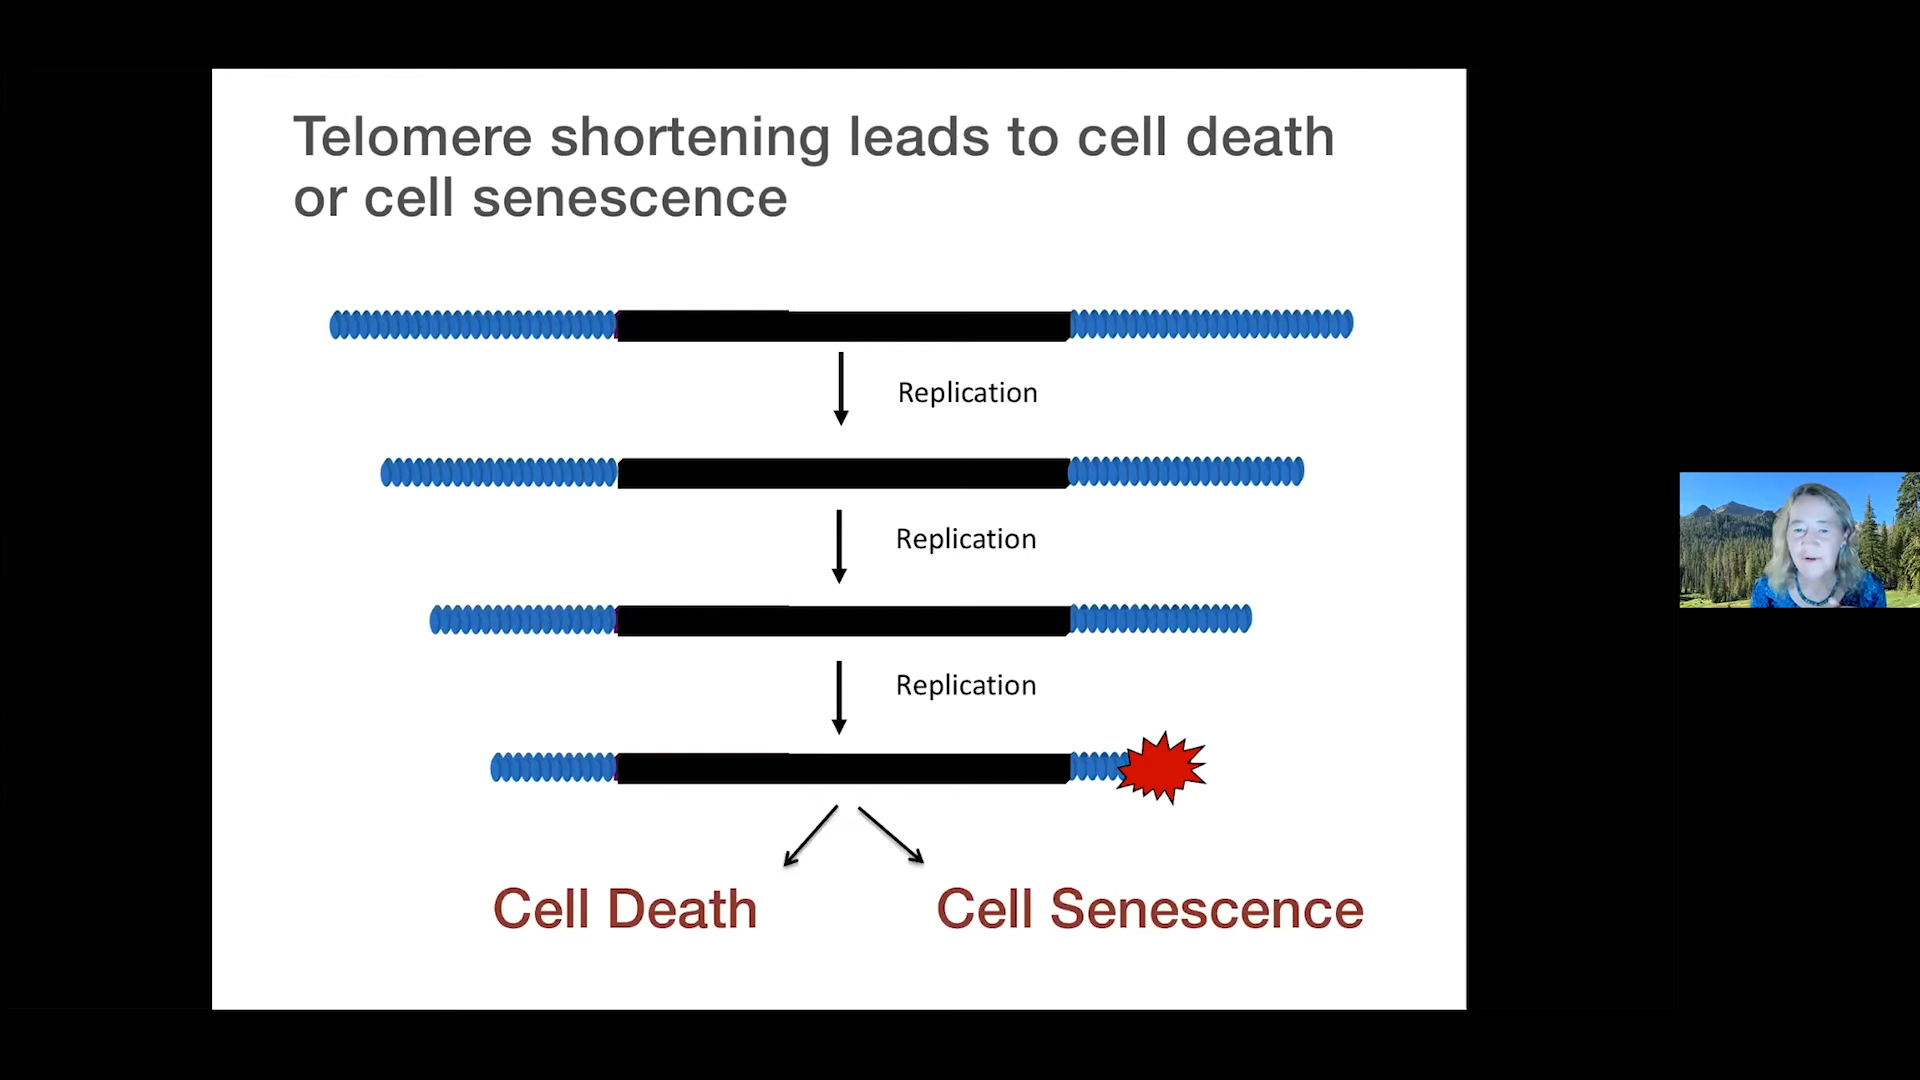 Telomere shortening leads to cell death
or cell senescence
Replication
Replication
Replication
Cell Death
Cell Senescence